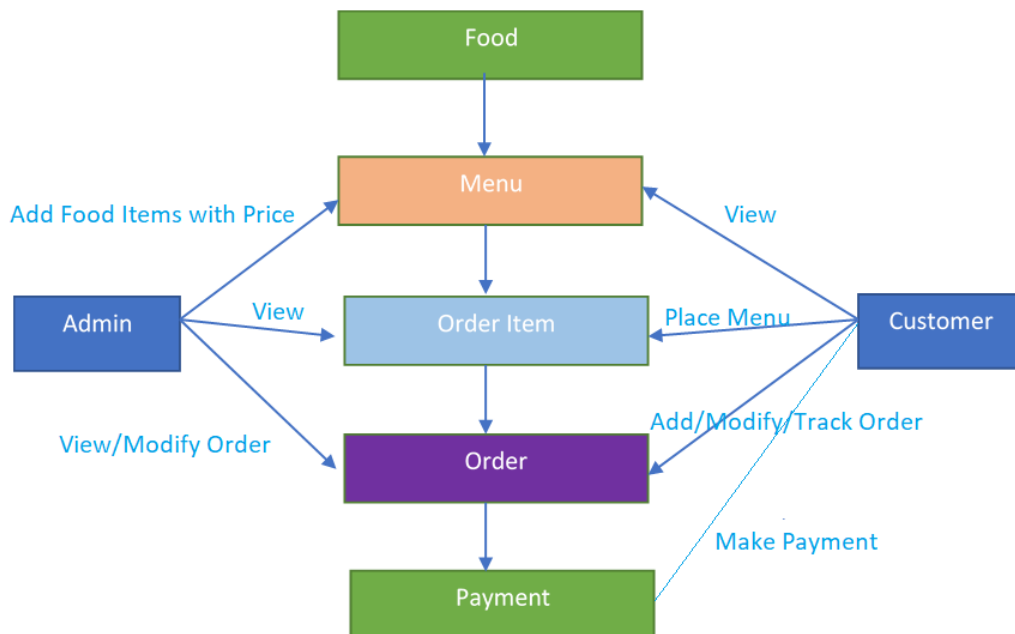 Food
Menu
Add Food Items with Price
View
Admin
View
Order Item
Place Menu
Customer
View/Modify Order
Order
Add/Modify/Track Order
Make Payment
Payment